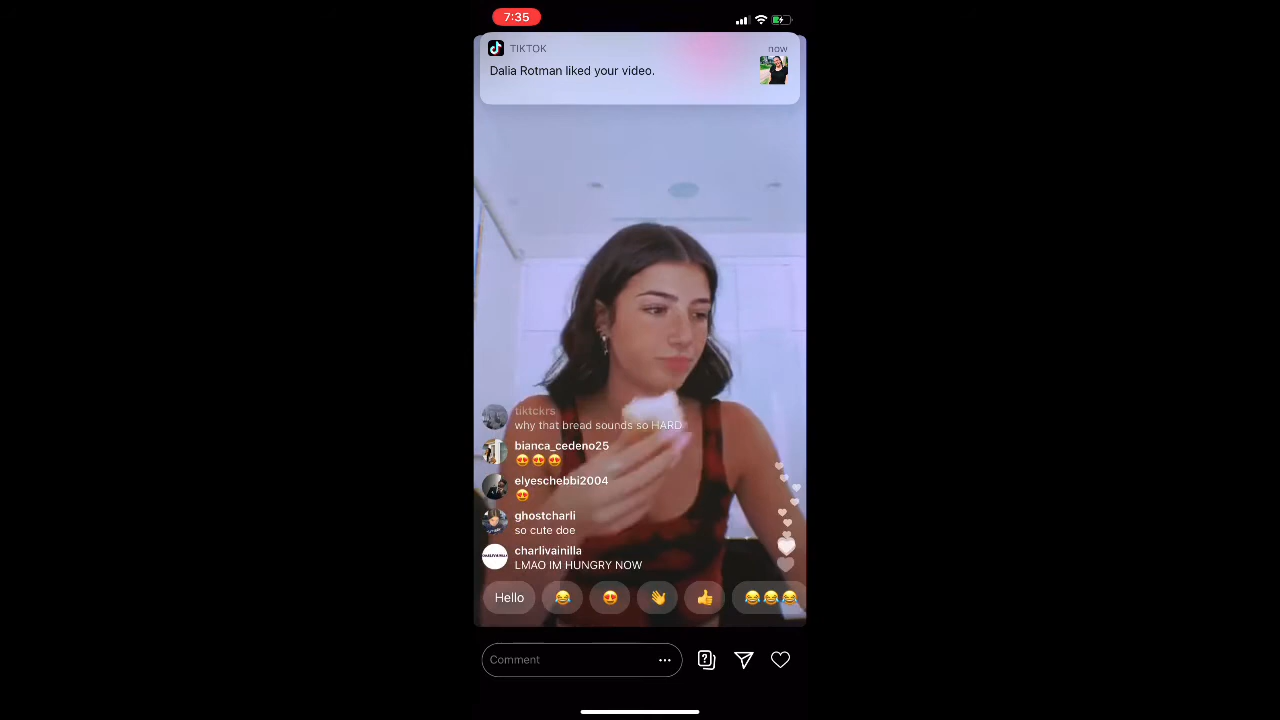 7:35
TIKTOK
now
Dalia Rotman liked your video.
tiktckrs
why that bread sounds so HARD
bianca_cedeno25
😍😍😍
elyeschebbi2004
😍
ghostcharli
so cute doe
charlivainilla
LMAO IM HUNGRY NOW
Hello 😂 😍 👋 👍 😂😂😂
Comment